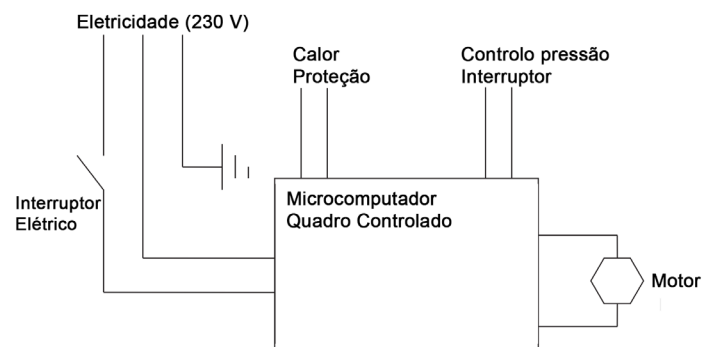 Eletricidade (230 V)
Calor
Proteção
Controlo pressão
Interruptor
Interruptor
Elétrico
Microcomputador
Quadro Controlado
Motor